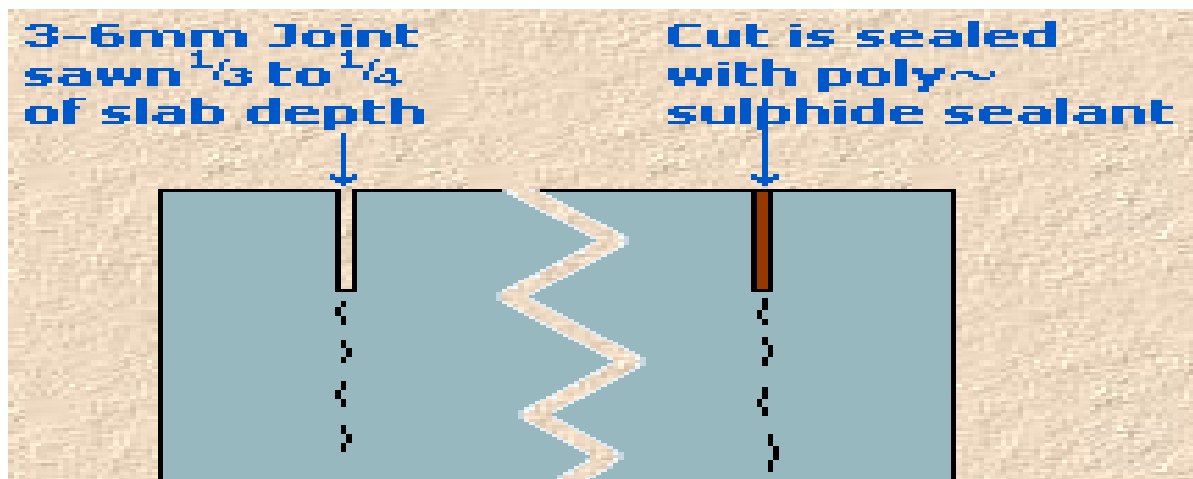 3-6mm Joint
sawn 1/3 to 1/4
of slab depth
Cut is sealed
with poly~
sulphide sealant